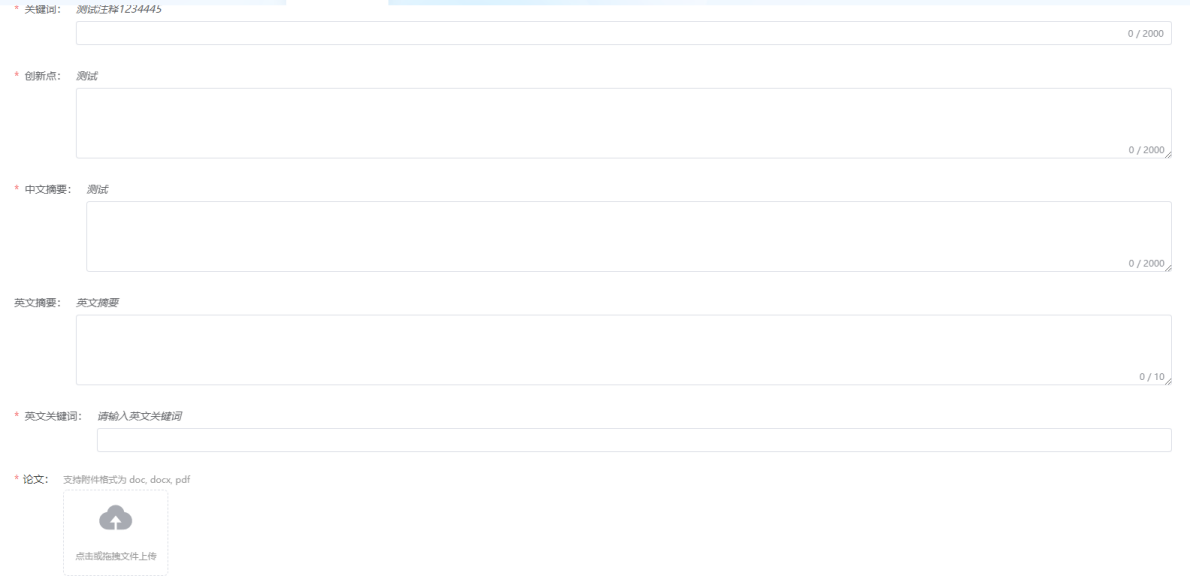 * 关键词： 测试注释1234445
0 / 2000
* 创新点： 测试
0 / 2000
* 中文摘要： 测试
0 / 2000
英文摘要： 英文摘要
0 / 10
* 英文关键词： 请输入英文关键词
* 论文： 支持附件格式为 doc, docx, pdf
点击或拖拽文件上传